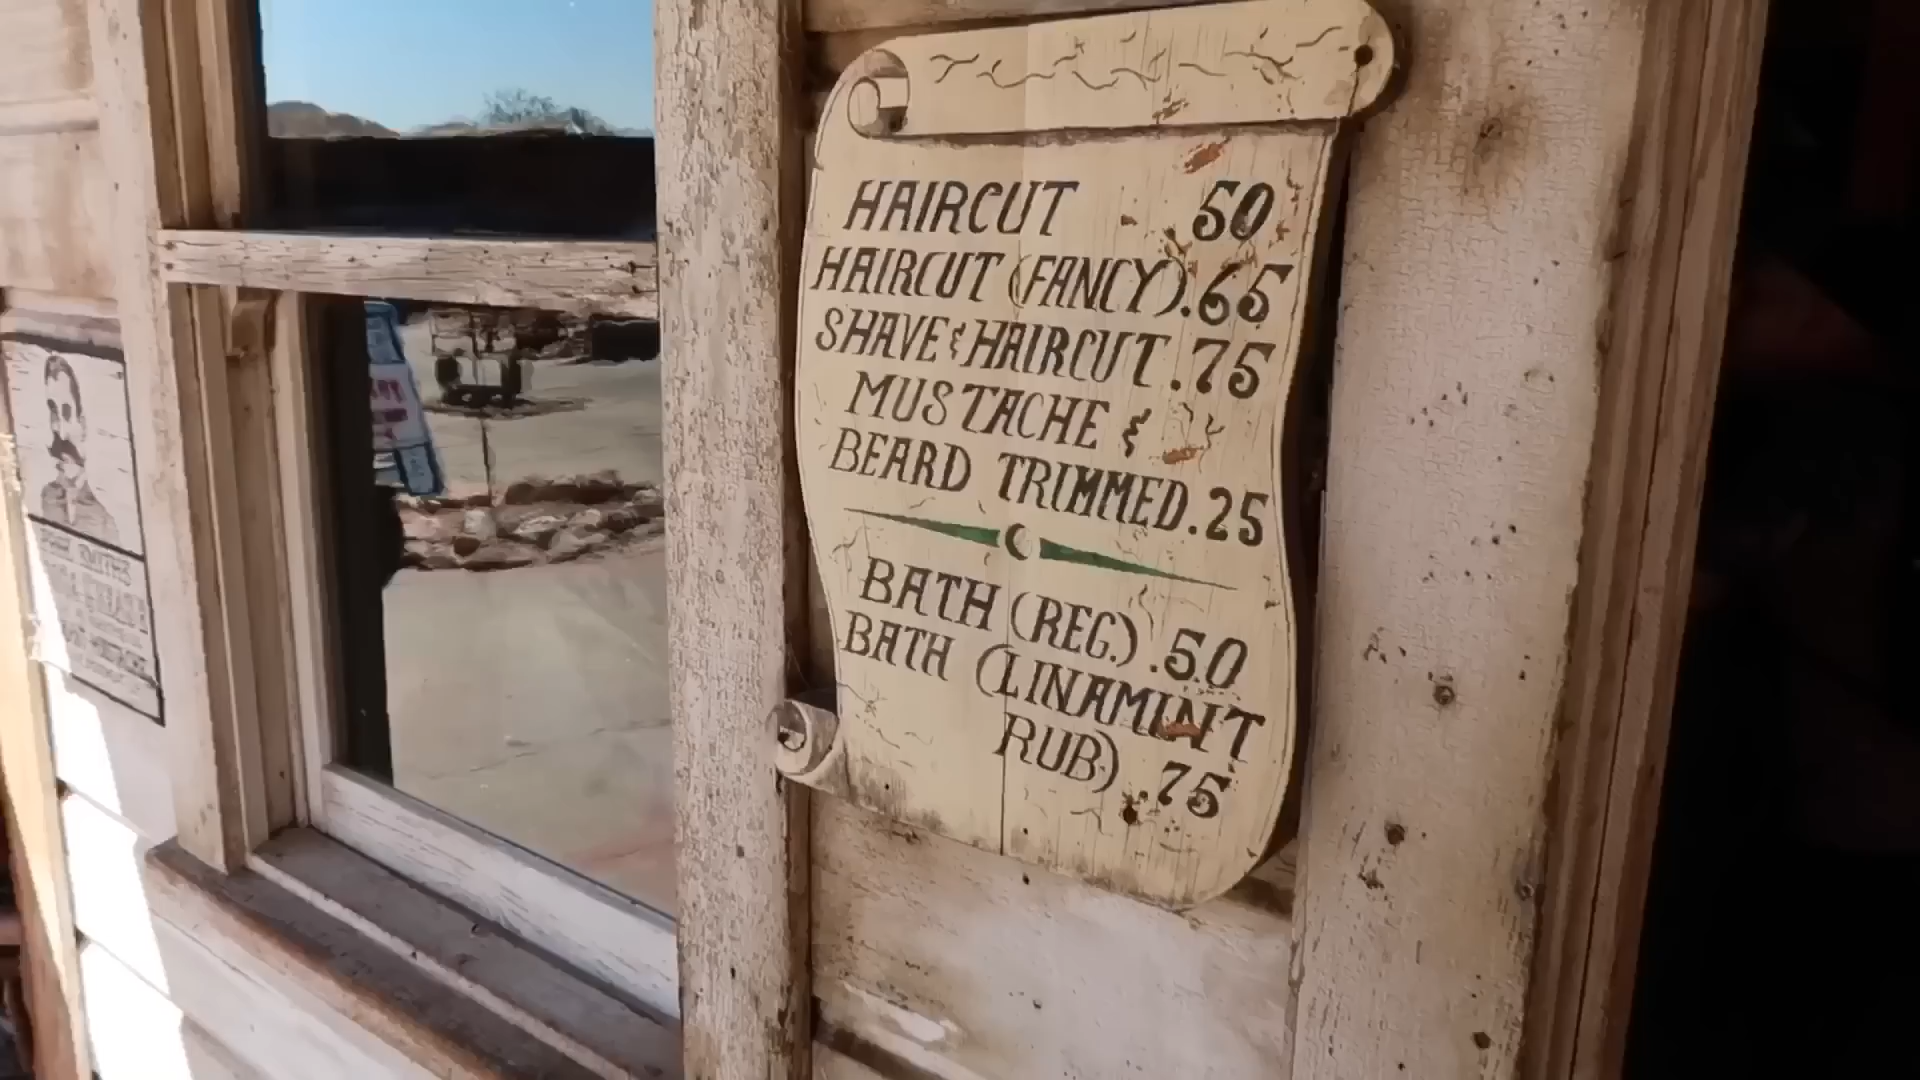 HAIRCUT 50
HAIRCUT (FANCY).65
SHAVE & HAIRCUT .75
MUSTACHE &
BEARD TRIMMED.25
BATH (REG.) .50
BATH (LINAMINT
RUB) .75